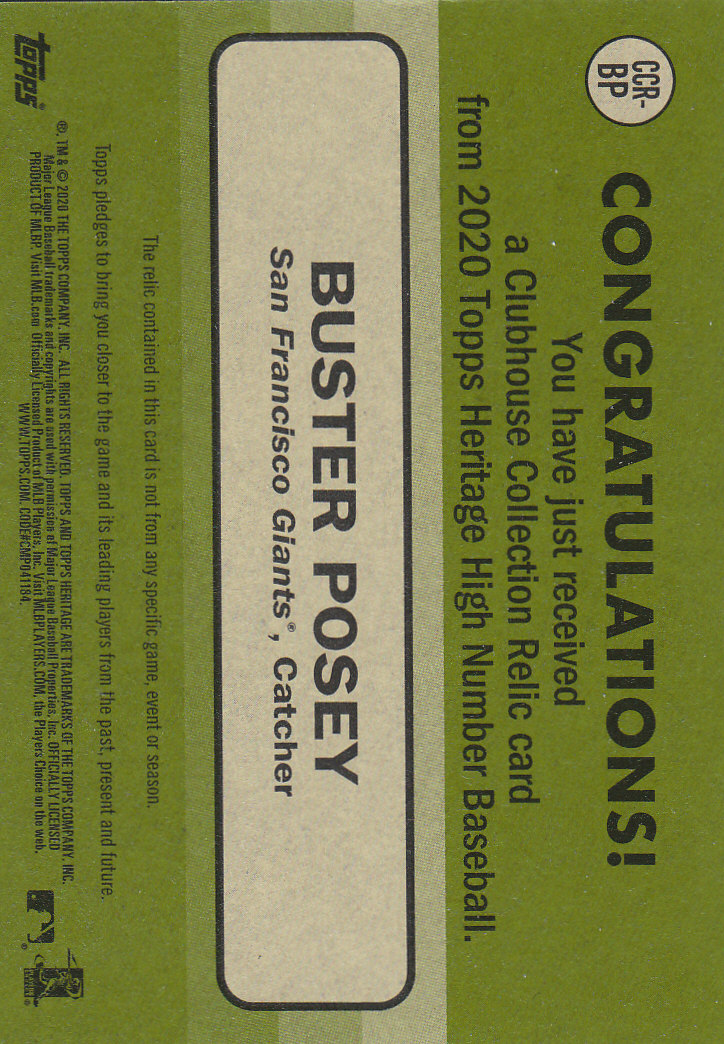 CCR-
BP
CONGRATULATIONS!
You have just received
a Clubhouse Collection Relic card
from 2020 Topps Heritage High Number Baseball.
BUSTER POSEY
San Francisco Giants®, Catcher
The relic contained in this card is not from any specific game, event or season.
Topps pledges to bring you closer to the game and its leading players from the past, present and future.
topps®
®, TM & © 2020 THE TOPPS COMPANY, INC. ALL RIGHTS RESERVED. TOPPS AND TOPPS HERITAGE ARE TRADEMARKS OF THE TOPPS COMPANY, INC.
Major League Baseball trademarks and copyrights are used with permission of Major League Baseball Properties, Inc. OFFICIALLY LICENSED
PRODUCT OF MLBP. Visit MLB.com Officially Licensed Product of MLB Players, Inc. Visit MLBPLAYERS.COM, the Players Choice on the web.
WWW.TOPPS.COM. CODE#CMP041184.